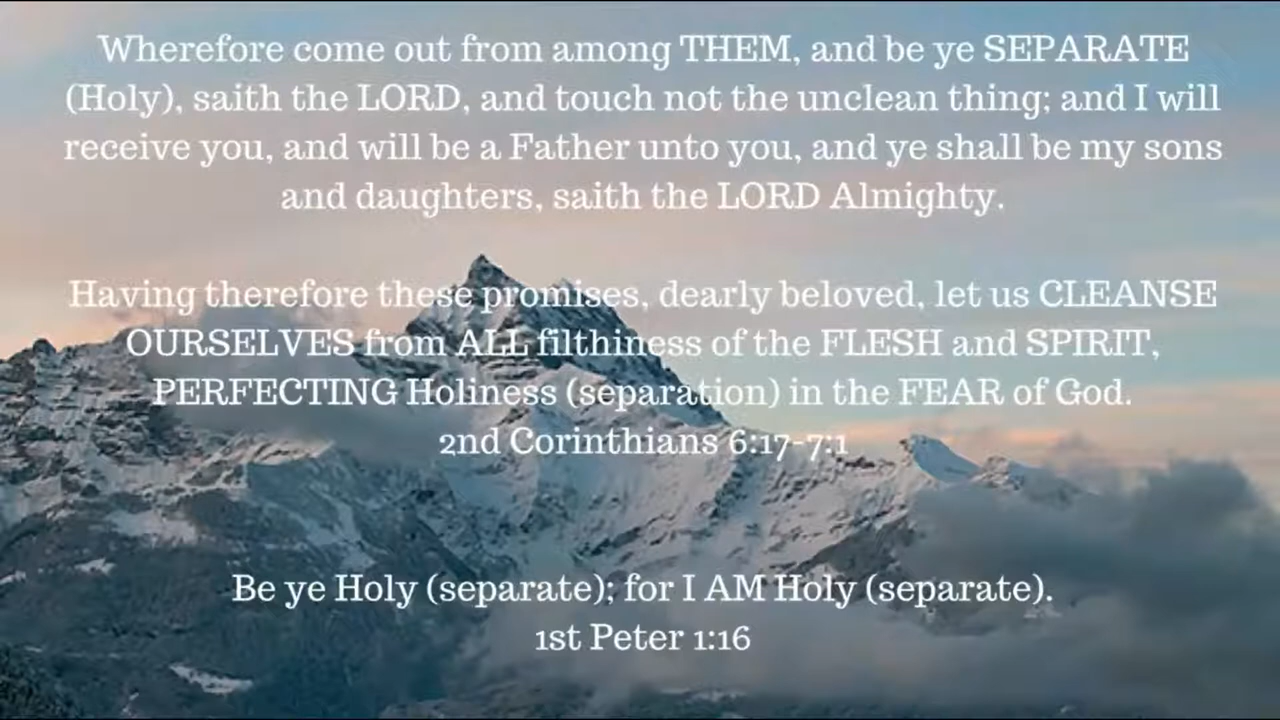 Wherefore come out from among THEM, and be ye SEPARATE
(Holy), saith the LORD, and touch not the unclean thing; and I will
receive you, and will be a Father unto you, and ye shall be my sons
and daughters, saith the LORD Almighty.
Having therefore these promises, dearly beloved, let us CLEANSE
OURSELVES from ALL filthiness of the FLESH and SPIRIT,
PERFECTING Holiness (separation) in the FEAR of God.
2nd Corinthians 6:17-7:1
Be ye Holy (separate); for I AM Holy (separate).
1st Peter 1:16